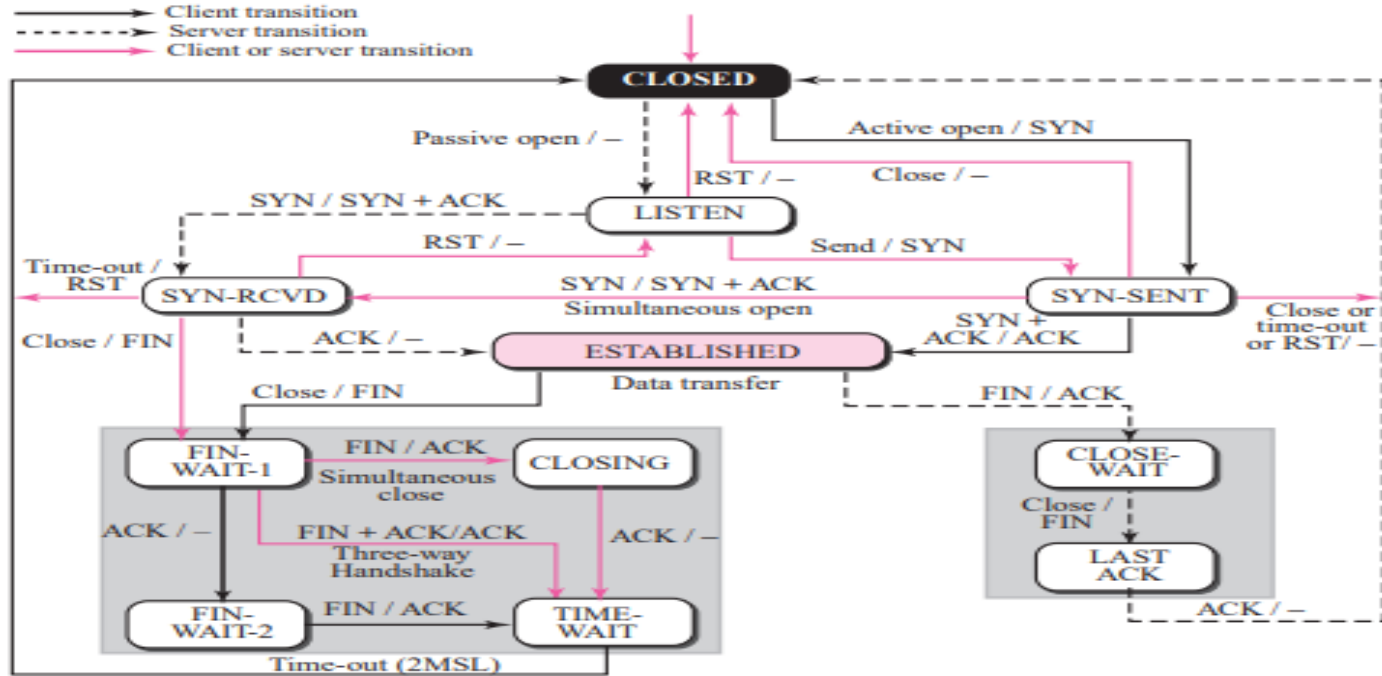 Client transition
Server transition
Client or server transition
CLOSED
Passive open / –
Active open / SYN
RST / –
Close / –
SYN / SYN + ACK
LISTEN
RST / –
Send / SYN
Time-out /
RST
SYN-RCVD
SYN / SYN + ACK
Simultaneous open
SYN-SENT
Close or
time-out
or RST/ –
Close / FIN
ACK / –
ESTABLISHED
SYN +
ACK / ACK
Data transfer
Close / FIN
FIN / ACK
FIN-
WAIT-1
FIN / ACK
Simultaneous
close
CLOSING
CLOSE-
WAIT
Close /
FIN
ACK / –
FIN + ACK/ACK
Three-way
Handshake
ACK / –
LAST
ACK
FIN-
WAIT-2
FIN / ACK
TIME-
WAIT
ACK / –
Time-out (2MSL)